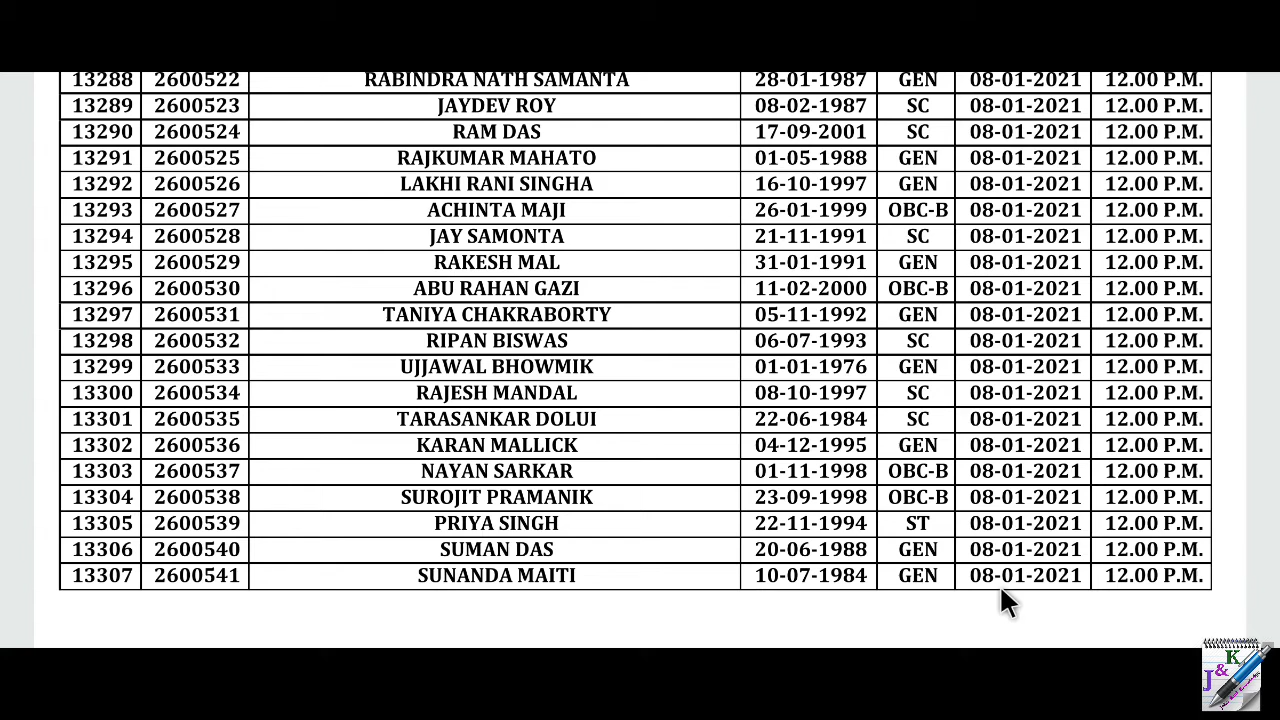 13288 2600522 RABINDRA NATH SAMANTA 28-01-1987 GEN 08-01-2021 12.00 P.M.
13289 2600523 JAYDEV ROY 08-02-1987 SC 08-01-2021 12.00 P.M.
13290 2600524 RAM DAS 17-09-2001 SC 08-01-2021 12.00 P.M.
13291 2600525 RAJKUMAR MAHATO 01-05-1988 GEN 08-01-2021 12.00 P.M.
13292 2600526 LAKHI RANI SINGHA 16-10-1997 GEN 08-01-2021 12.00 P.M.
13293 2600527 ACHINTA MAJI 26-01-1999 OBC-B 08-01-2021 12.00 P.M.
13294 2600528 JAY SAMONTA 21-11-1991 SC 08-01-2021 12.00 P.M.
13295 2600529 RAKESH MAL 31-01-1991 GEN 08-01-2021 12.00 P.M.
13296 2600530 ABU RAHAN GAZI 11-02-2000 OBC-B 08-01-2021 12.00 P.M.
13297 2600531 TANIYA CHAKRABORTY 05-11-1992 GEN 08-01-2021 12.00 P.M.
13298 2600532 RIPAN BISWAS 06-07-1993 SC 08-01-2021 12.00 P.M.
13299 2600533 UJJAWAL BHOWMIK 01-01-1976 GEN 08-01-2021 12.00 P.M.
13300 2600534 RAJESH MANDAL 08-10-1997 SC 08-01-2021 12.00 P.M.
13301 2600535 TARASANKAR DOLUI 22-06-1984 SC 08-01-2021 12.00 P.M.
13302 2600536 KARAN MALLICK 04-12-1995 GEN 08-01-2021 12.00 P.M.
13303 2600537 NAYAN SARKAR 01-11-1998 OBC-B 08-01-2021 12.00 P.M.
13304 2600538 SUROJIT PRAMANIK 23-09-1998 OBC-B 08-01-2021 12.00 P.M.
13305 2600539 PRIYA SINGH 22-11-1994 ST 08-01-2021 12.00 P.M.
13306 2600540 SUMAN DAS 20-06-1988 GEN 08-01-2021 12.00 P.M.
13307 2600541 SUNANDA MAITI 10-07-1984 GEN 08-01-2021 12.00 P.M.
J&K